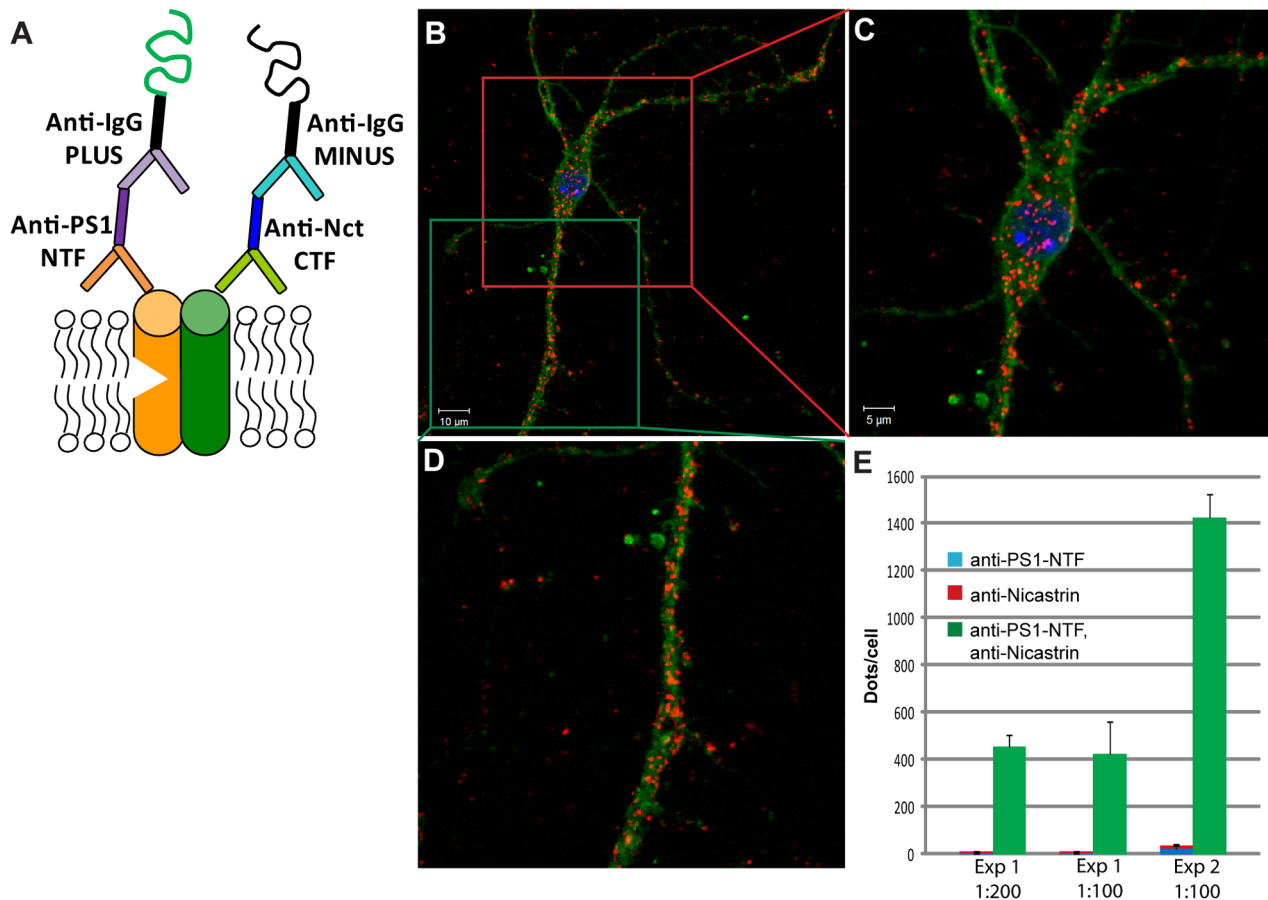 A
Anti-IgG
PLUS
Anti-IgG
MINUS
Anti-PS1
NTF
Anti-Nct
CTF
B
10 µm
C
5 µm
D
E
1600
1400
1200
1000
800
600
400
200
0
Dots/cell
anti-PS1-NTF
anti-Nicastrin
anti-PS1-NTF,
anti-Nicastrin
Exp 1
1:200
Exp 1
1:100
Exp 2
1:100